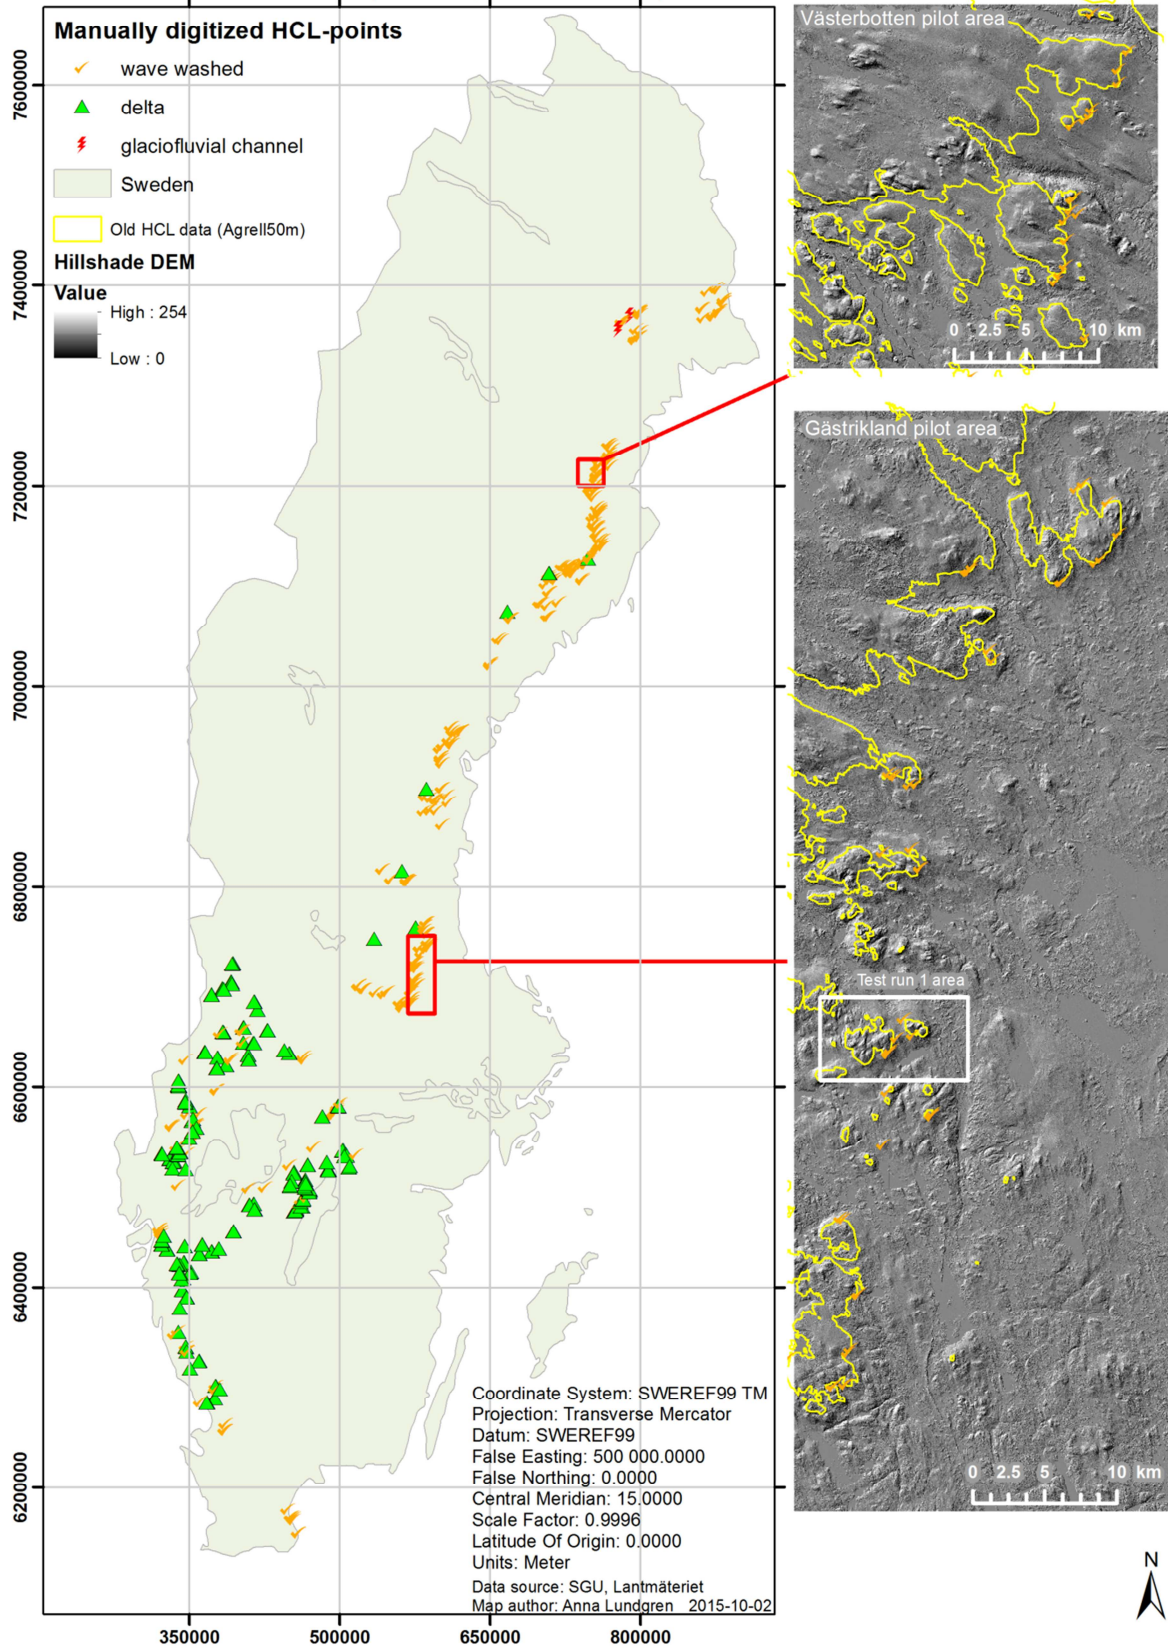 Manually digitized HCL-points
wave washed
delta
glaciofluvial channel
Sweden
Old HCL data (Agrell50m)
Hillshade DEM
Value
High : 254
Low : 0
7600000
7400000
7200000
7000000
6800000
6600000
6400000
6200000
350000
500000
650000
800000
Coordinate System: SWEREF99 TM
Projection: Transverse Mercator
Datum: SWEREF99
False Easting: 500 000.0000
False Northing: 0.0000
Central Meridian: 15.0000
Scale Factor: 0.9996
Latitude Of Origin: 0.0000
Units: Meter
Data source: SGU, Lantmäteriet
Map author: Anna Lundgren 2015-10-02
Västerbotten pilot area
0 2.5 5 10 km
Gästrikland pilot area
Test run 1 area
0 2.5 5 10 km
N